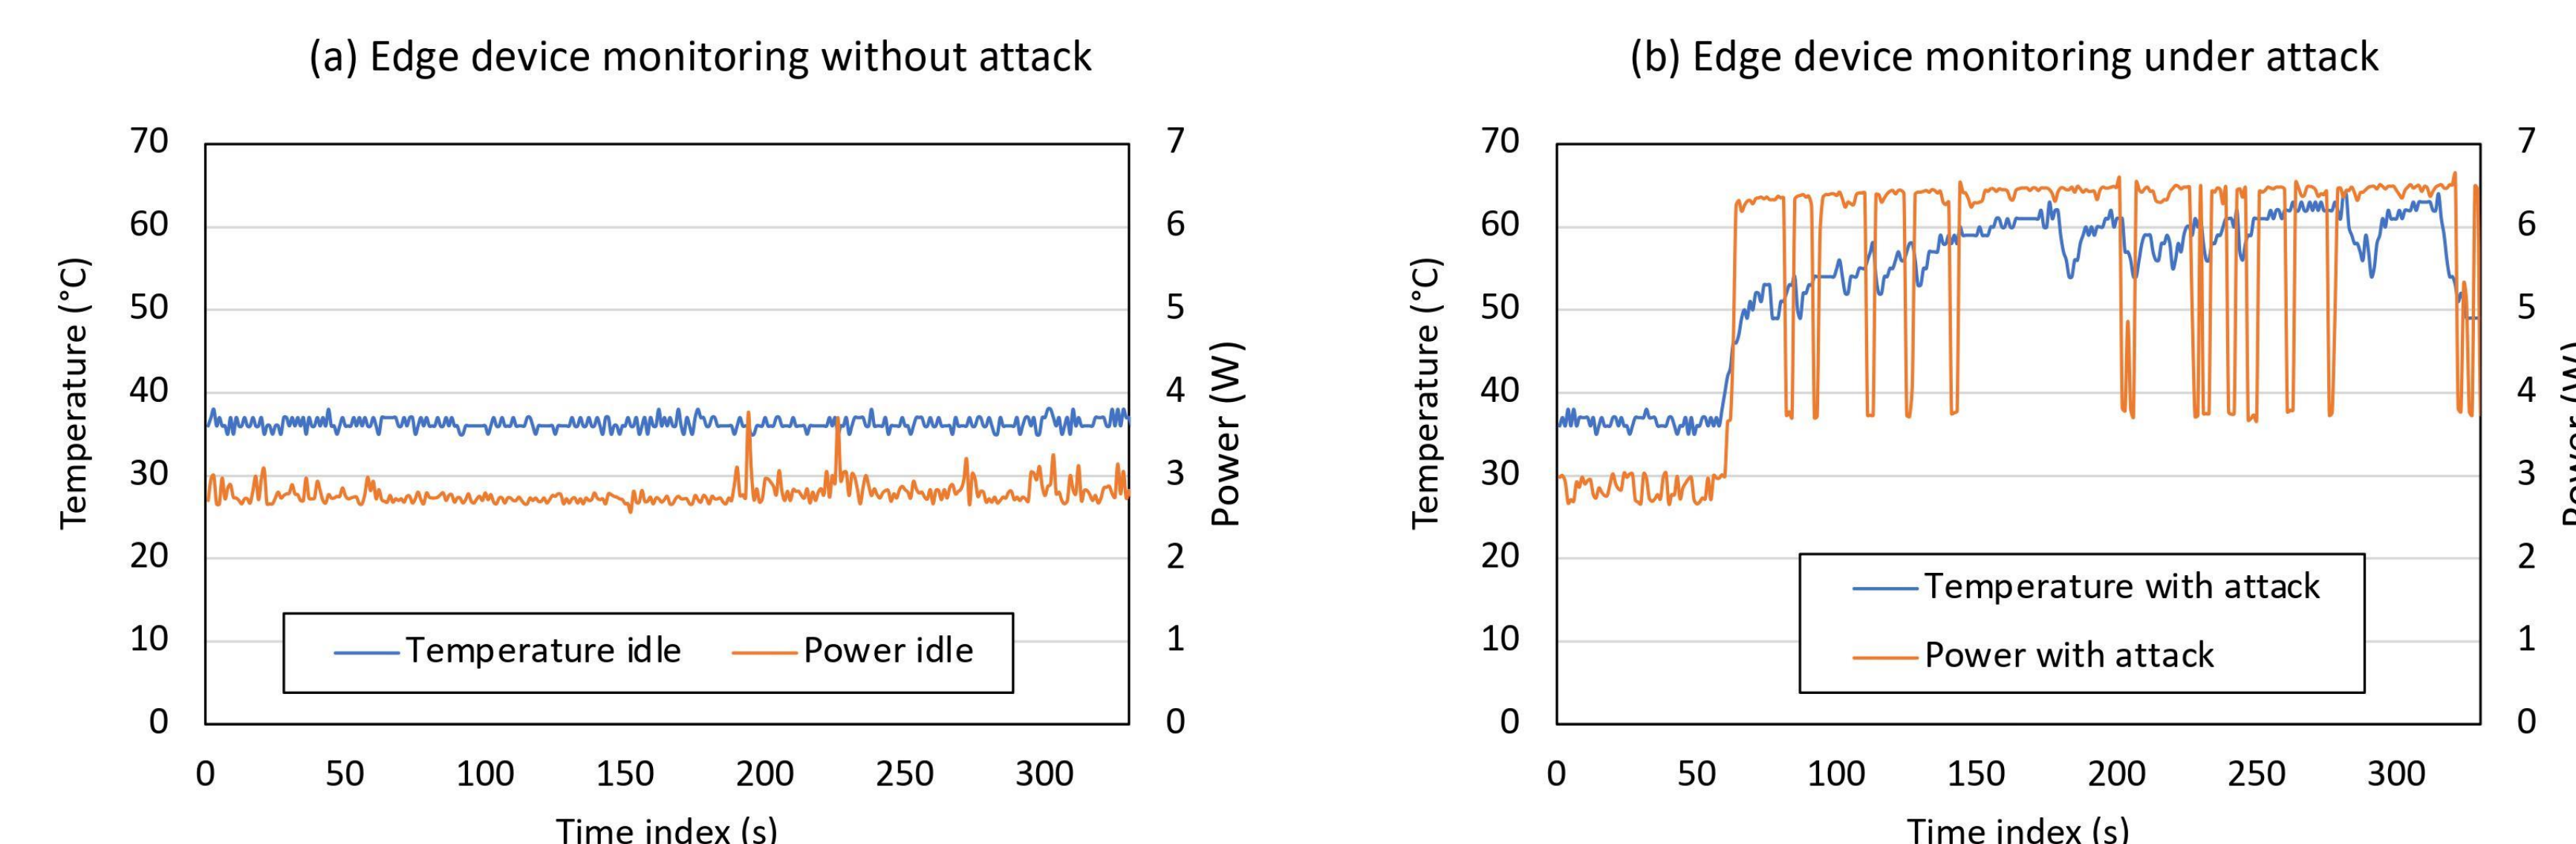 (a) Edge device monitoring without attack
70
60
50
40
30
20
10
0
Temperature (°C)
7
6
5
4
3
2
1
0
Power (W)
Temperature idle
Power idle
0 50 100 150 200 250 300
Time index (s)
(b) Edge device monitoring under attack
70
60
50
40
30
20
10
0
Temperature (°C)
7
6
5
4
3
2
1
0
Power (W)
Temperature with attack
Power with attack
0 50 100 150 200 250 300
Time index (s)